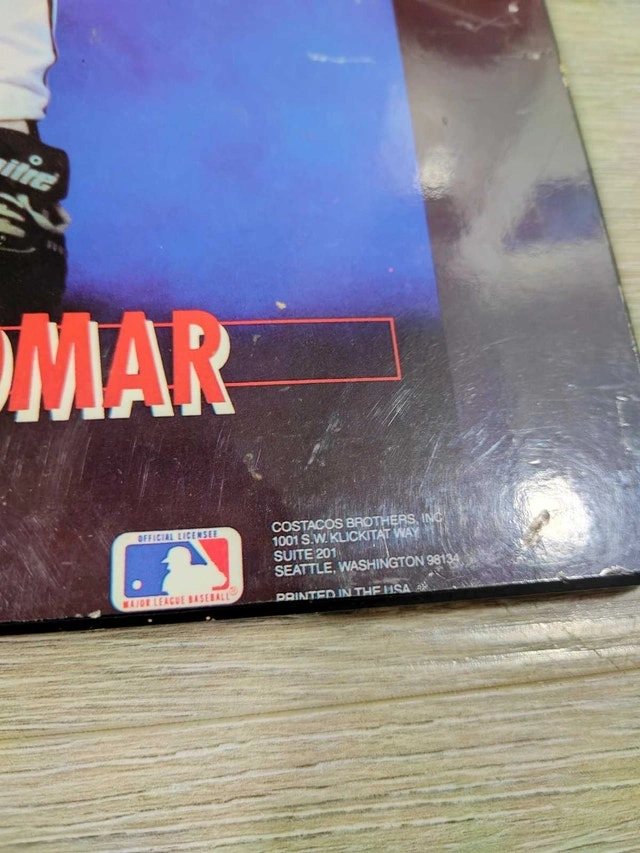 OMAR
OFFICIAL LICENSEE
MAJOR LEAGUE BASEBALL
COSTACOS BROTHERS, INC
1001 S.W. KLICKITAT WAY
SUITE 201
SEATTLE, WASHINGTON 98134
PRINTED IN THE USA